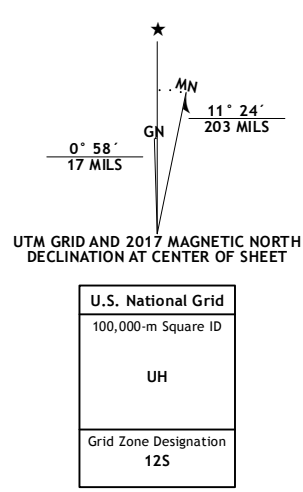 ★
MN
11° 24´
203 MILS
GN
0° 58´
17 MILS
UTM GRID AND 2017 MAGNETIC NORTH
DECLINATION AT CENTER OF SHEET
U.S. National Grid
100,000-m Square ID
UH
Grid Zone Designation
12S